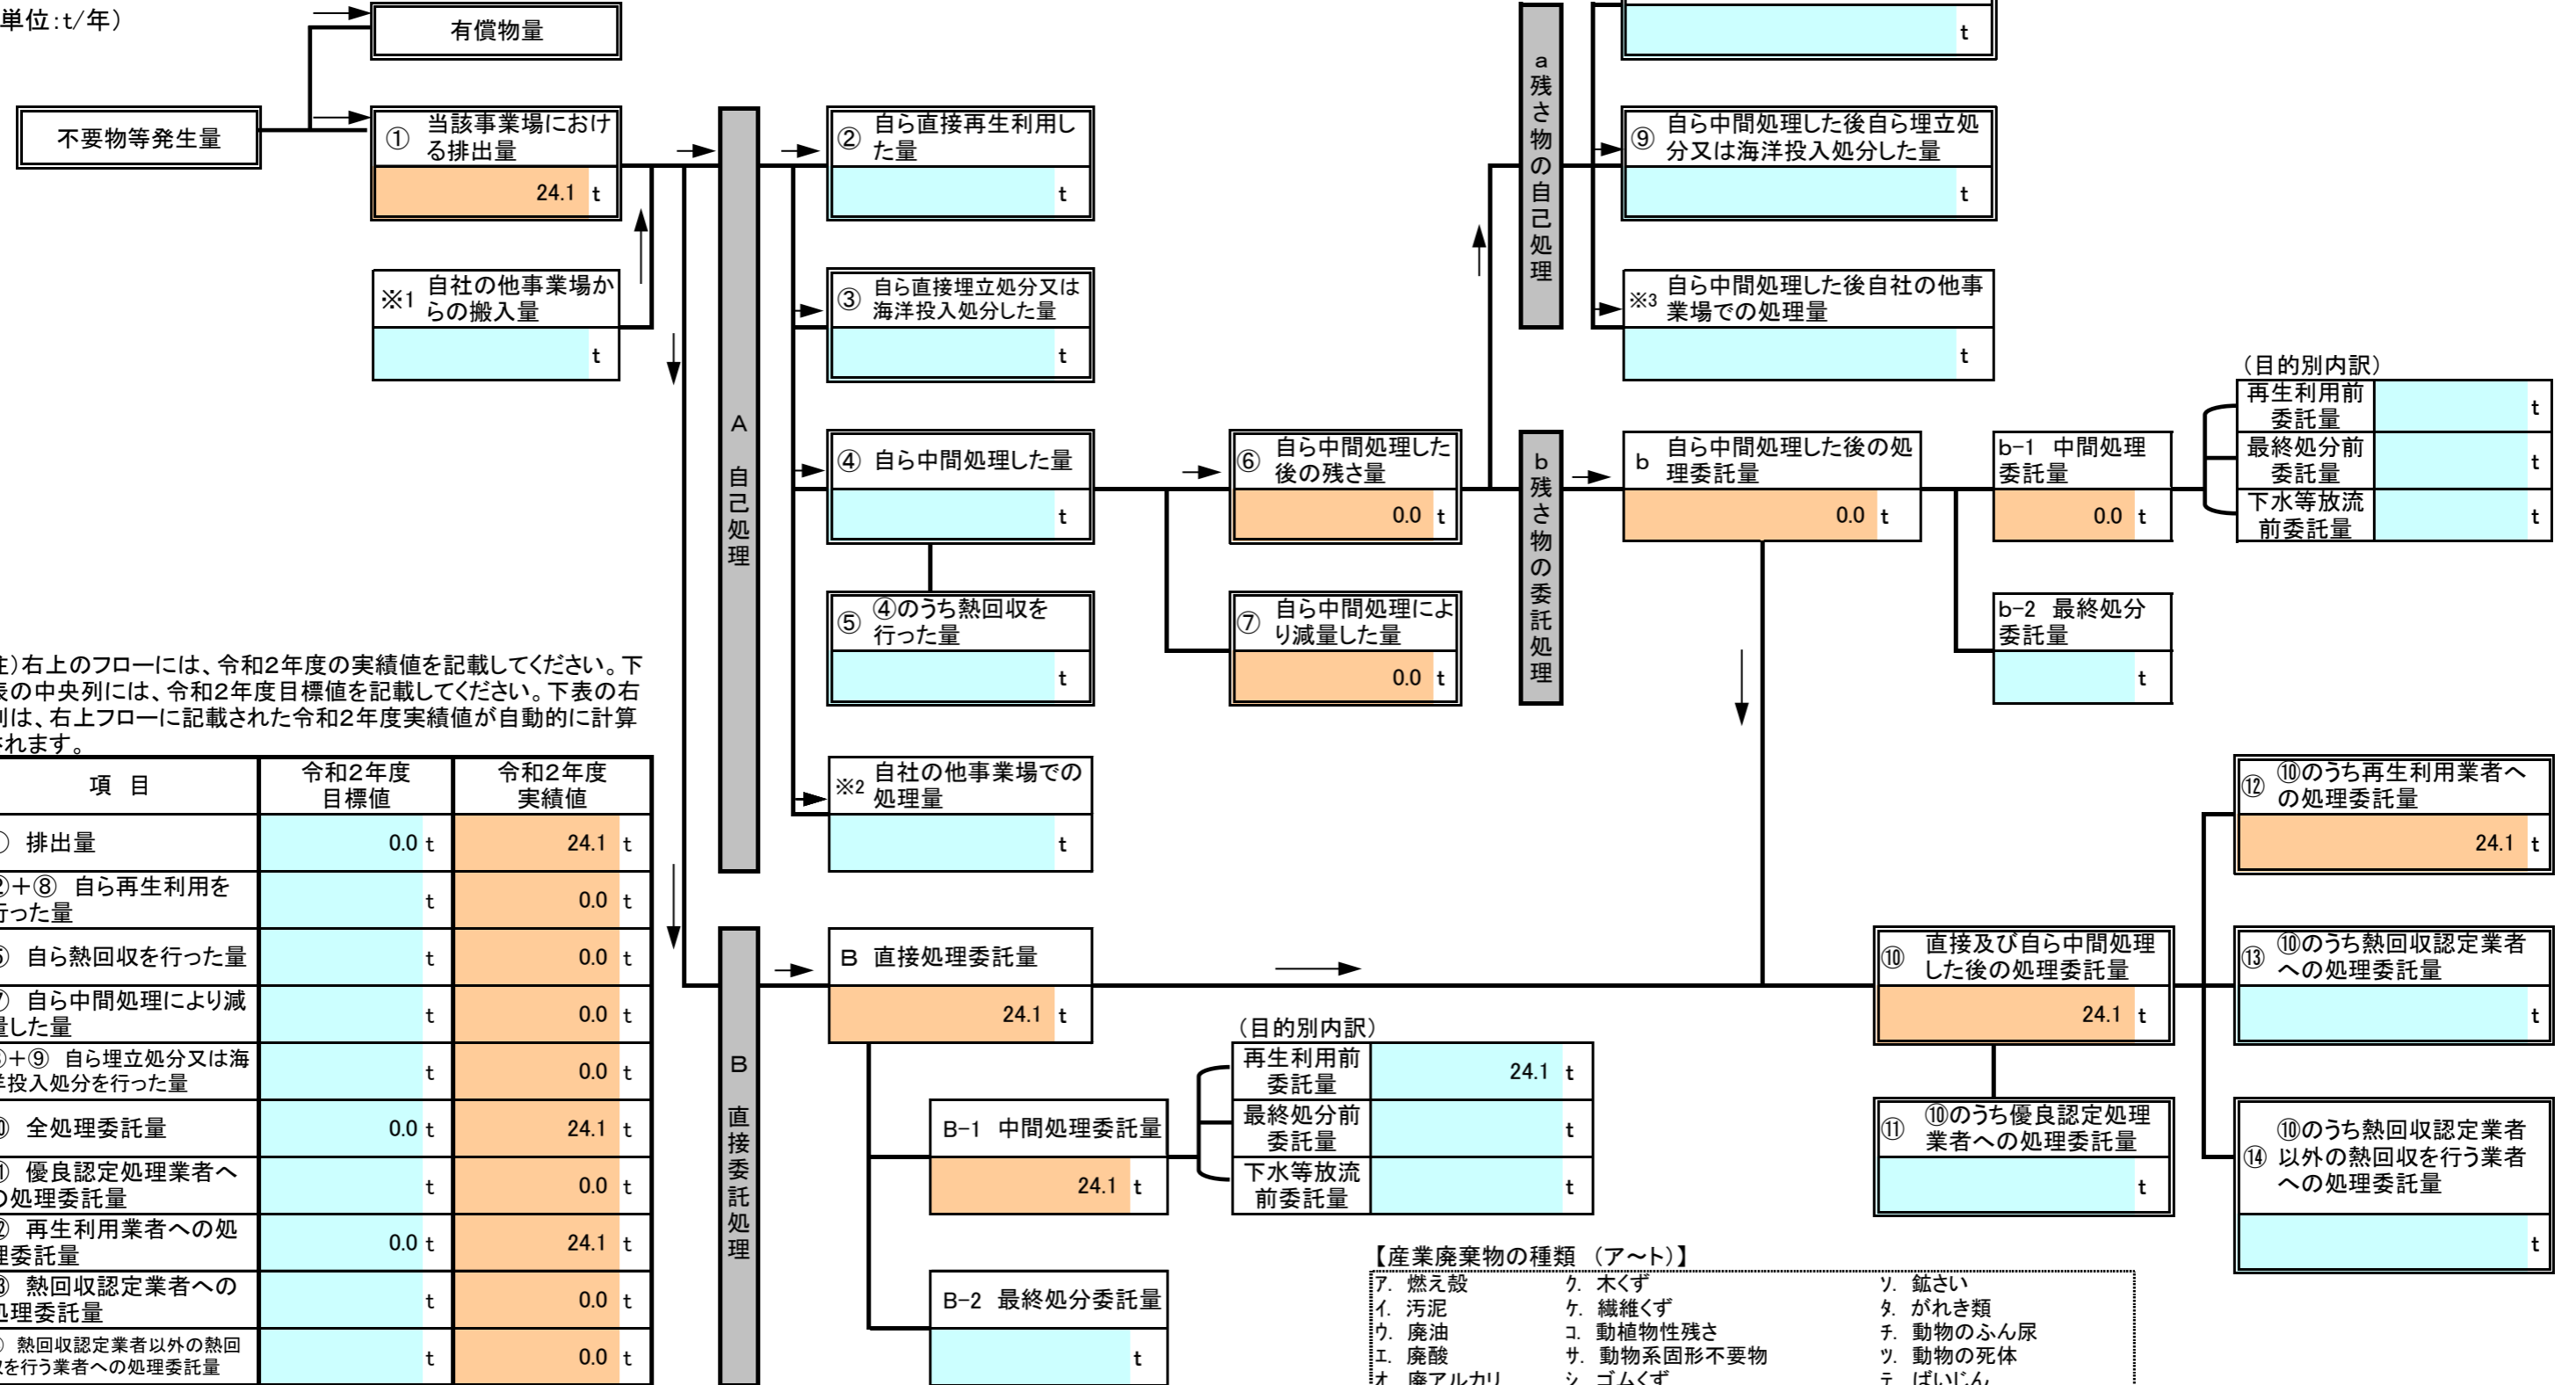 単位:t/年)
有償物量
不要物等発生量
① 当該事業場におけ
る排出量
24.1 t
※1 自社の他事業場か
らの搬入量
t
A 自己処理
② 自ら直接再生利用し
た量
t
③ 自ら直接埋立処分又は
海洋投入処分した量
t
④ 自ら中間処理した量
t
⑤ ④のうち熱回収を
行った量
t
※2 自社の他事業場での
処理量
t
⑥ 自ら中間処理した
後の残さ量
0.0 t
⑦ 自ら中間処理によ
り減量した量
0.0 t
a 残さ物の自己処理
t
⑨ 自ら中間処理した後自ら埋立処
分又は海洋投入処分した量
t
※3 自ら中間処理した後自社の他事
業場での処理量
t
b 残さ物の委託処理
b 自ら中間処理した後の処
理委託量
0.0 t
b-1 中間処理
委託量
0.0 t
b-2 最終処分
委託量
t
(目的別内訳)
再生利用前
委託量
t
最終処分前
委託量
t
下水等放流
前委託量
t
注)右上のフローには、令和2年度の実績値を記載してください。下
表の中央列には、令和2年度目標値を記載してください。下表の右
列は、右上フローに記載された令和2年度実績値が自動的に計算
されます。
項 目 令和2年度
目標値 令和2年度
実績値
① 排出量 0.0 t 24.1 t
②+⑧ 自ら再生利用を
行った量 t 0.0 t
⑤ 自ら熱回収を行った量 t 0.0 t
⑦ 自ら中間処理により減
量した量 t 0.0 t
③+⑨ 自ら埋立処分又は海
洋投入処分を行った量 t 0.0 t
⑩ 全処理委託量 0.0 t 24.1 t
⑪ 優良認定処理業者へ
の処理委託量 t 0.0 t
⑫ 再生利用業者への処
理委託量 0.0 t 24.1 t
⑬ 熱回収認定業者への
処理委託量 t 0.0 t
⑭ 熱回収認定業者以外の熱回
収を行う業者への処理委託量 t 0.0 t
B 直接委託処理
B 直接処理委託量
24.1 t
B-1 中間処理委託量
24.1 t
B-2 最終処分委託量
t
(目的別内訳)
再生利用前
委託量
24.1 t
最終処分前
委託量
t
下水等放流
前委託量
t
⑩ 直接及び自ら中間処理
した後の処理委託量
24.1 t
⑪ ⑩のうち優良認定処理
業者への処理委託量
t
⑫ ⑩のうち再生利用業者へ
の処理委託量
24.1 t
⑬ ⑩のうち熱回収認定業者
への処理委託量
t
⑭ ⑩のうち熱回収認定業者
以外の熱回収を行う業者
への処理委託量
t
【産業廃棄物の種類 (ア~ト)】
ア. 燃え殻 ク. 木くず ソ. 鉱さい
イ. 汚泥 ケ. 繊維くず タ. がれき類
ウ. 廃油 コ. 動植物性残さ チ. 動物のふん尿
エ. 廃酸 サ. 動物系固形不要物 ツ. 動物の死体
オ. 廃アルカリ シ. ゴムくず テ. ばいじん